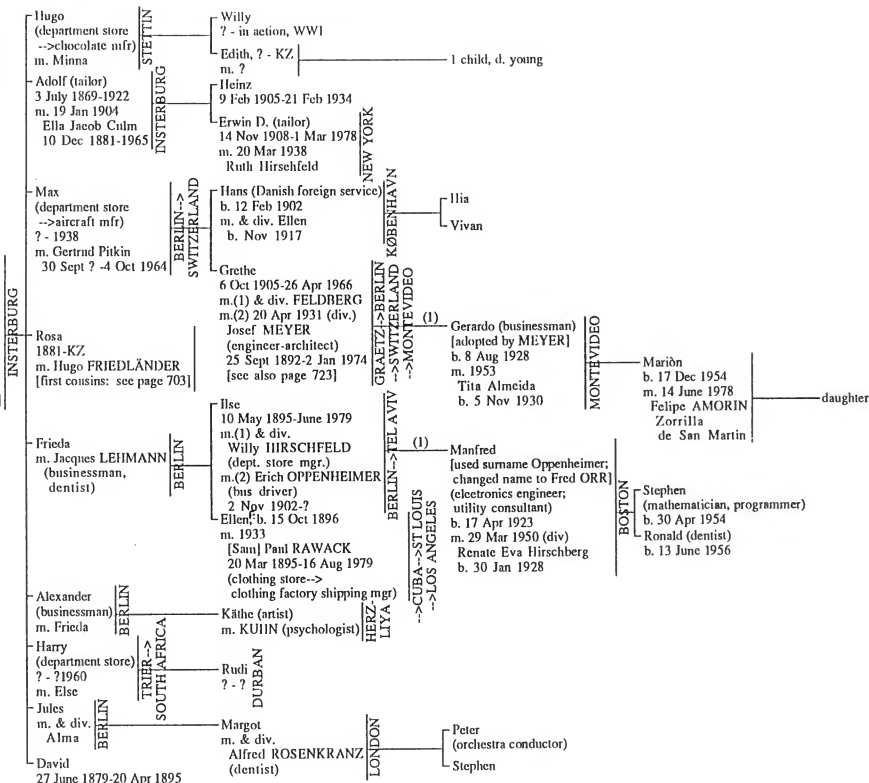 INSTERBURG
Hugo
(department store
-->chocolate mfr)
m. Minna
STETTIN
Willy
? - in action, WWI
Edith, ? - KZ
m. ?
1 child, d. young
Adolf (tailor)
3 July 1869-1922
m. 19 Jan 1904
Ella Jacob Culm
10 Dec 1881-1965
INSTERBURG
Heinz
9 Feb 1905-21 Feb 1934
Erwin D. (tailor)
14 Nov 1908-1 Mar 1978
m. 20 Mar 1938
Ruth Hirschfeld
NEW YORK
Max
(department store
-->aircraft mfr)
? - 1938
m. Gertrud Pitkin
30 Sept ? -4 Oct 1964
BERLIN-->
SWITZERLAND
Hans (Danish foreign service)
b. 12 Feb 1902
m. & div. Ellen
b. Nov 1917
KØBENHAVN
Ilia
Vivan
Grethe
6 Oct 1905-26 Apr 1966
m.(1) & div. FELDBERG
m.(2) 20 Apr 1931 (div.)
Josef MEYER
(engineer-architect)
25 Sept 1892-2 Jan 1974
[see also page 723]
GRAETZ-->BERLIN
-->SWITZERLAND
-->MONTEVIDEO
(1)
Gerardo (businessman)
[adopted by MEYER]
b. 8 Aug 1928
m. 1953
Tita Almeida
b. 5 Nov 1930
MONTEVIDEO
Mariòn
b. 17 Dec 1954
m. 14 June 1978
Felipe AMORIN
Zorrilla
de San Martin
daughter
Rosa
1881-KZ
m. Hugo FRIEDLÄNDER
[first cousins: see page 703]
Frieda
m. Jacques LEHMANN
(businessman,
dentist)
BERLIN
Ilse
10 May 1895-June 1979
m.(1) & div.
Willy HIRSCHFELD
(dept. store mgr.)
m.(2) Erich OPPENHEIMER
(bus driver)
2 Nov 1902-?
BERLIN-->TEL AVIV
(1)
Manfred
[used surname Oppenheimer;
changed name to Fred ORR]
(electronics engineer;
utility consultant)
b. 17 Apr 1923
m. 29 Mar 1950 (div)
Renate Eva Hirschberg
b. 30 Jan 1928
BOSTON
Stephen
(mathematician, programmer)
b. 30 Apr 1954
Ronald (dentist)
b. 13 June 1956
Ellen, b. 15 Oct 1896
m. 1933
[Sam] Paul RAWACK
20 Mar 1895-16 Aug 1979
(clothing store-->
clothing factory shipping mgr)
-->CUBA-->ST LOUIS
-->LOS ANGELES
Alexander
(businessman)
m. Frieda
BERLIN
Käthe (artist)
m. KUHN (psychologist)
HERZ-
LIYA
Harry
(department store)
? - ?1960
m. Else
TRIER-->
SOUTH AFRICA
Rudi
? - ?
DURBAN
Jules
m. & div.
Alma
BERLIN
Margot
m. & div.
Alfred ROSENKRANZ
(dentist)
LONDON
Peter
(orchestra conductor)
Stephen
David
27 June 1879-20 Apr 1895